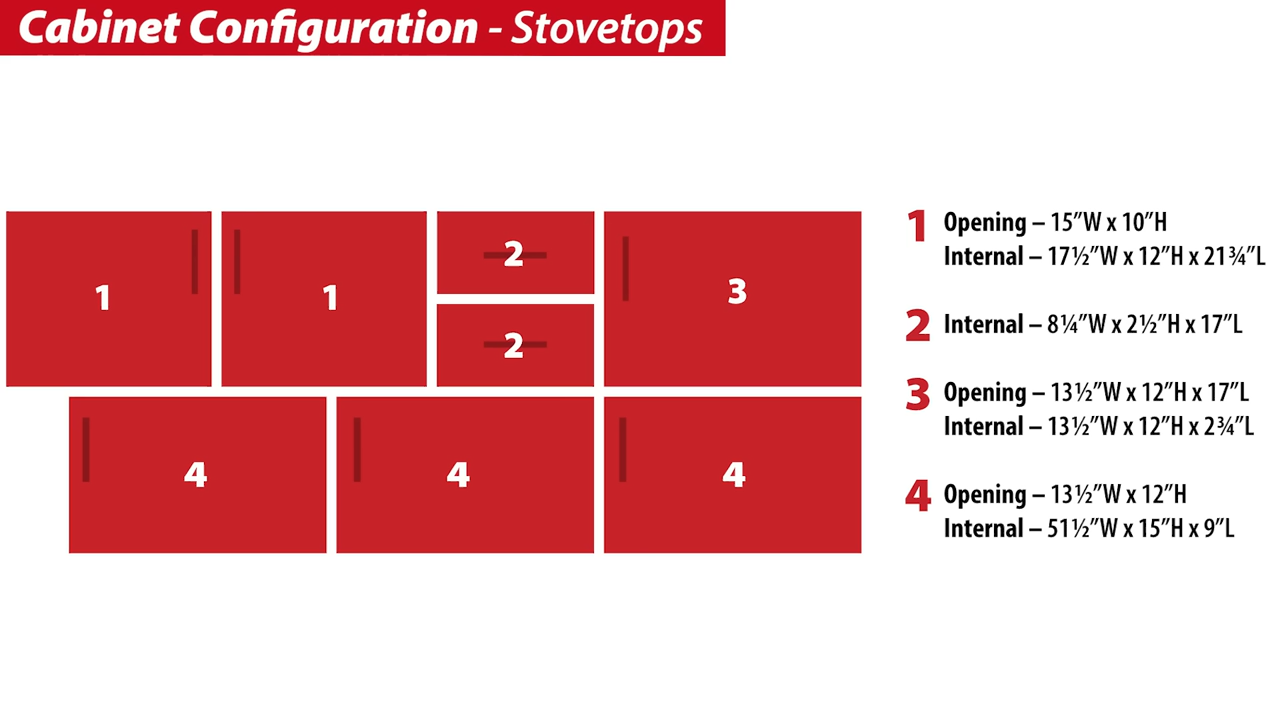 Cabinet Configuration - Stovetops
1
1
2
2
3
4
4
4
1 Opening – 15”W x 10”H
Internal – 17½”W x 12”H x 21¾”L
2 Internal – 8¼”W x 2½”H x 17”L
3 Opening – 13½”W x 12”H x 17”L
Internal – 13½”W x 12”H x 2¾”L
4 Opening – 13½”W x 12”H
Internal – 51½”W x 15”H x 9”L